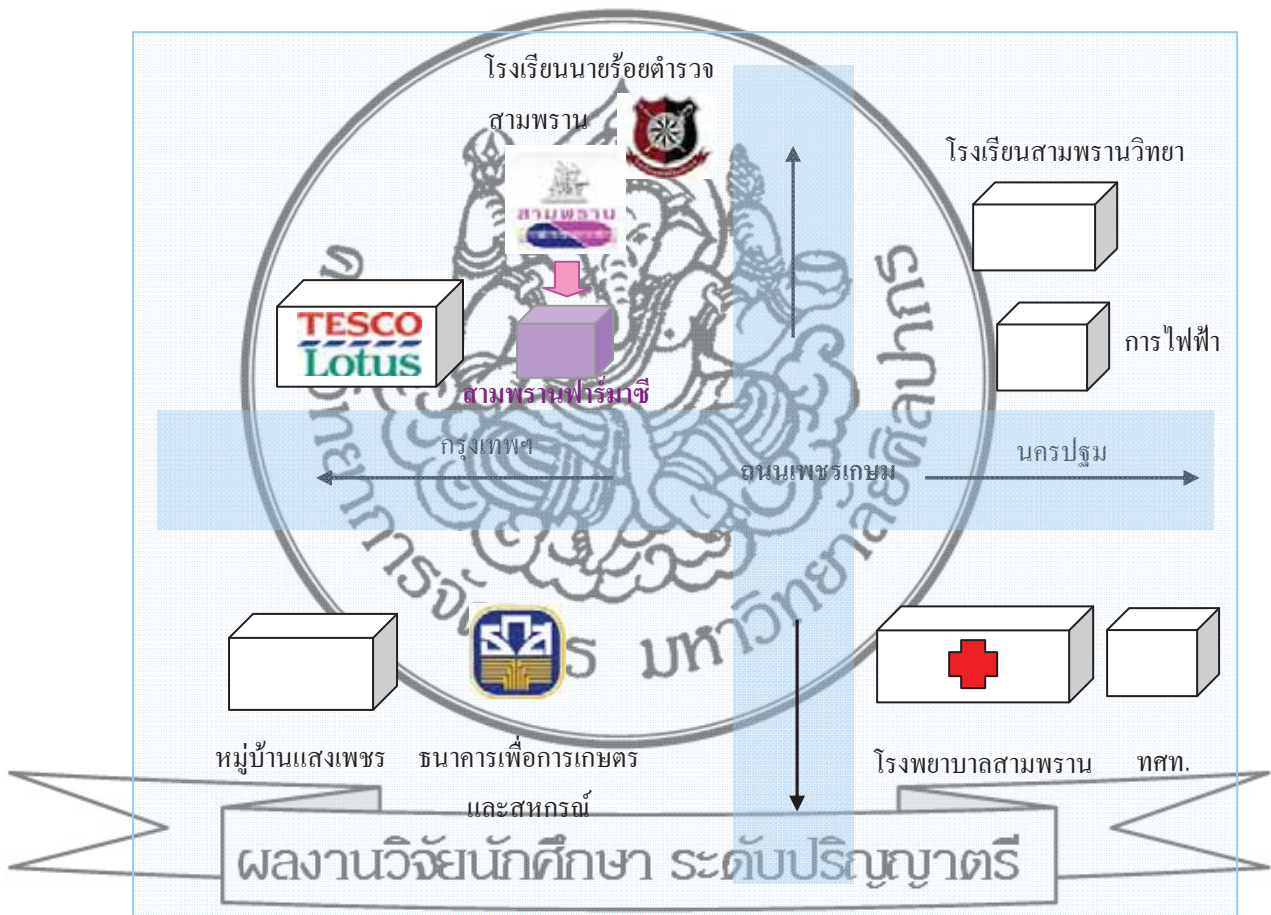 โรงเรียนนายร้อยตำรวจ
สามพราน
โรงเรียนสามพรานวิทยา
สามพราน
TESCO
Lotus
การไฟฟ้า
สามพรานฟาร์มาซี
กรุงเทพฯ
ถนนเพชรเกษม
นครปฐม
ธกส
หมู่บ้านแสงเพชร
ธนาคารเพื่อการเกษตร
และสหกรณ์
โรงพยาบาลสามพราน
ทศท.
มหาวิทยาลัยศิลปากร
ผลงานวิจัยนักศึกษา ระดับปริญญาตรี